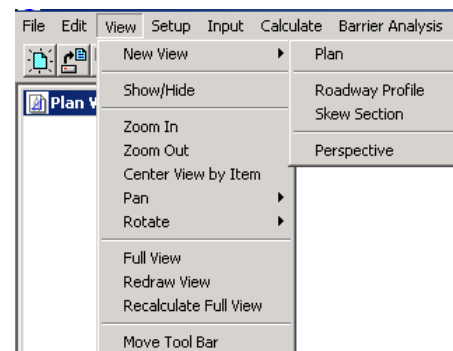 File Edit View Setup Input Calculate Barrier Analysis
New View
Plan
Show/Hide
Roadway Profile
Skew Section
Plan
Zoom In
Zoom Out
Perspective
Center View by Item
Pan
Rotate
Full View
Redraw View
Recalculate Full View
Move Tool Bar